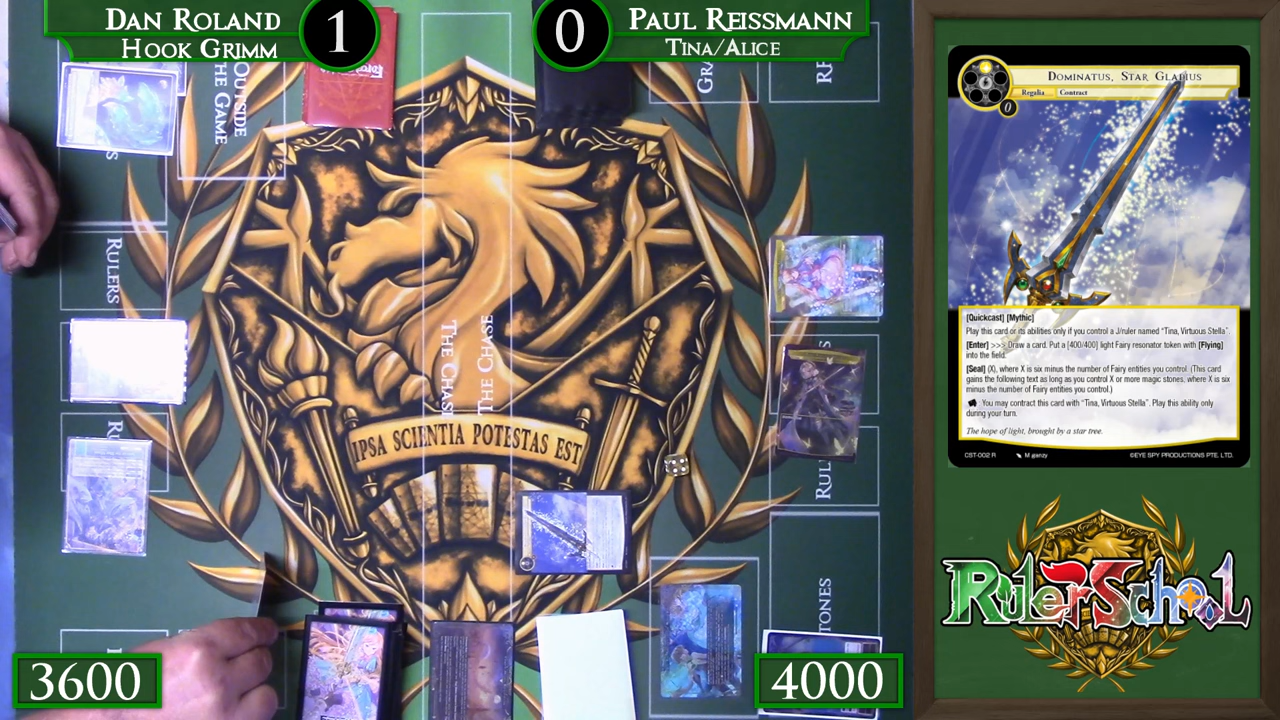 DAN ROLAND
HOOK GRIMM
1
0
PAUL REISSMANN
TINA/ALICE
OUTSIDE
THE GAME
GRA
RULERS
RU
THE CHASE
THE CHAS
IPSA SCIENTIA POTESTAS EST
RUL
TONES
3600
4000
DOMINATUS, STAR GLADIUS
Regalia Contract
0
[Quickcast] [Mythic]
Play this card or its abilities only if you control a J/ruler named "Tina, Virtuous Stella".
[Enter] >>> Draw a card. Put a [400/400] light Fairy resonator token with [Flying]
into the field.
[Seal] (X), where X is six minus the number of Fairy entities you control. (This card
gains the following text as long as you control X or more magic stones, where X is six
minus the number of Fairy entities you control.)
You may contract this card with "Tina, Virtuous Stella". Play this ability only
during your turn.
The hope of light, brought by a star tree.
CST-002 R
©EYE SPY PRODUCTIONS PTE. LTD.
RulerSchool